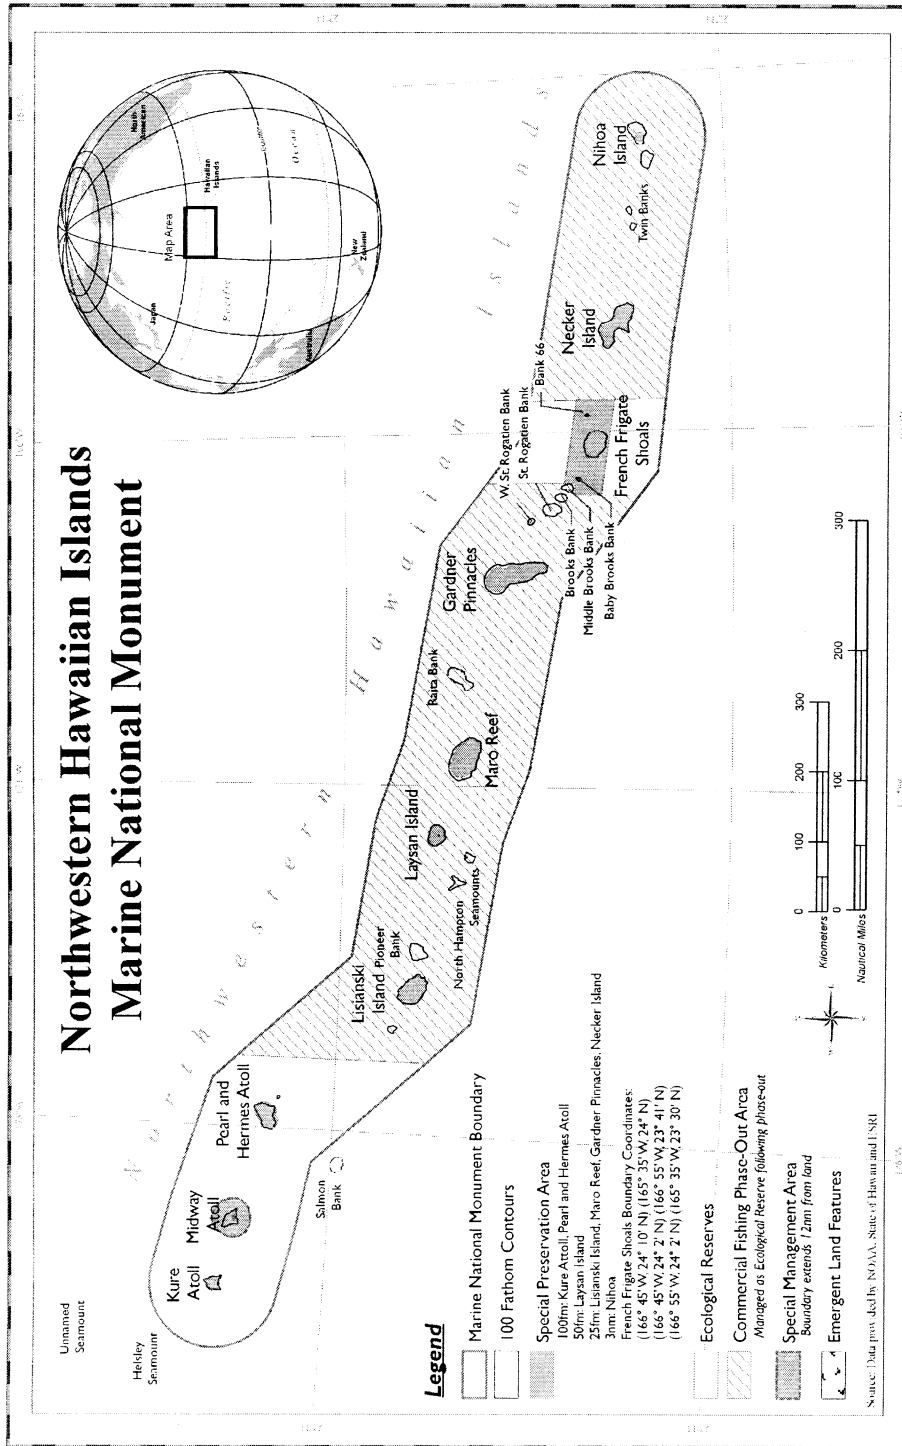 Northwestern Hawaiian Islands
Marine National Monument
Unnamed
Seamount
Helsley
Seamount
Kure
Atoll
Midway
Atoll
Pearl and
Hermes Atoll
Salmon
Bank
Lisianski
Island
Pioneer
Bank
North Hampton
Seamounts
Laysan Island
Maro Reef
Raita Bank
Gardner
Pinnacles
W. St. Rogatien Bank
St. Rogatien Bank
Brooks Bank
Middle Brooks Bank
Baby Brooks Bank
Bank 66
French Frigate
Shoals
Necker
Island
Twin Banks
Nihoa
Island
Northwestern Hawaiian Islands
Map Area
Japan
North
American
Hawaiian
Islands
Pacific
Ocean
Australia
New
Zealand
Legend
Marine National Monument Boundary
100 Fathom Contours
Special Preservation Area
100fm: Kure Attoll, Pearl and Hermes Atoll
50fm: Laysan Island
25fm: Lisianski Island, Maro Reef, Gardner Pinnacles, Necker Island
3nm: Nihoa
French Frigate Shoals Boundary Coordinates:
(166° 45' W, 24° 10' N) (165° 35' W, 24° N)
(166° 45' W, 24° 2' N) (166° 55' W, 23° 41' N)
(166° 55' W, 24° 2' N) (165° 35' W, 23° 30' N)
Ecological Reserves
Commercial Fishing Phase-Out Area
Managed as Ecological Reserve following phase-out
Special Management Area
Boundary extends 12nm from land
Emergent Land Features
0 100 200 300
Kilometers
0 100 200 300
Nautical Miles
Source: Data provided by NOAA, State of Hawaii and ESRI